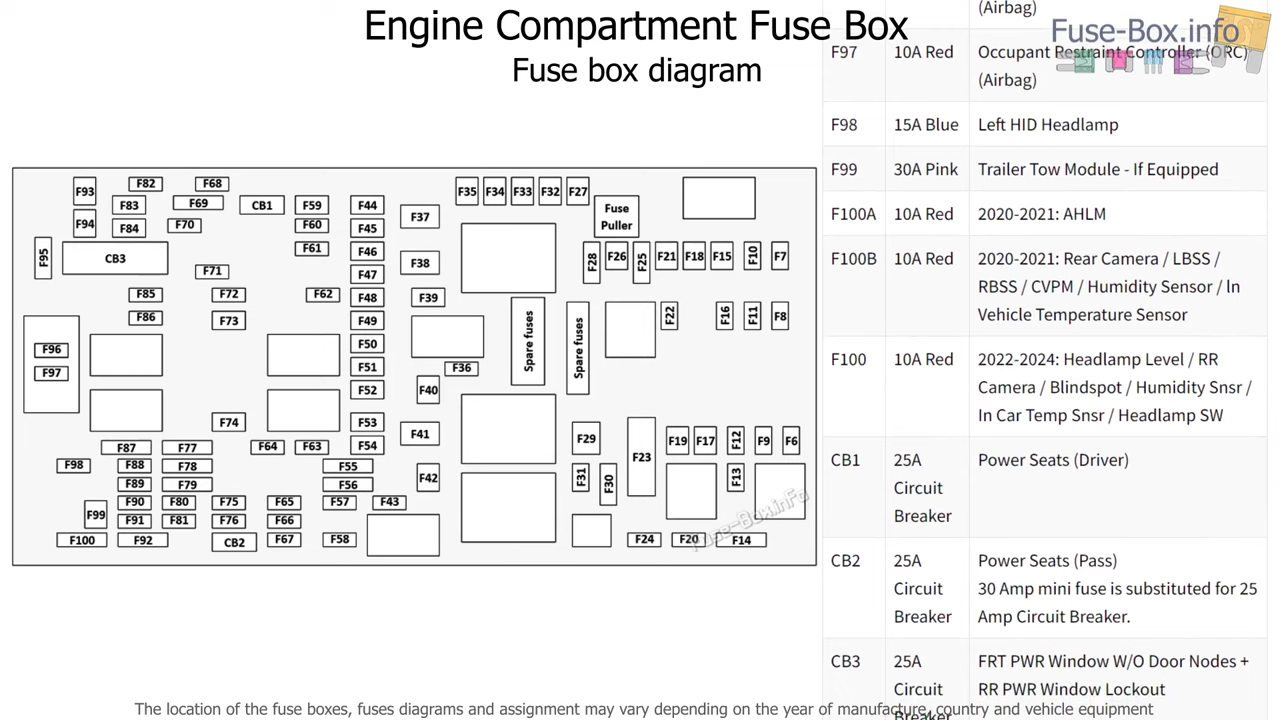 Engine Compartment Fuse Box
Fuse box diagram
Fuse-Box.info
(Airbag)
F97 10A Red Occupant Restraint Controller (ORC)
(Airbag)
F98 15A Blue Left HID Headlamp
F99 30A Pink Trailer Tow Module - If Equipped
F100A 10A Red 2020-2021: AHLM
F100B 10A Red 2020-2021: Rear Camera / LBSS /
RBSS / CVPM / Humidity Sensor / In
Vehicle Temperature Sensor
F100 10A Red 2022-2024: Headlamp Level / RR
Camera / Blindspot / Humidity Snsr /
In Car Temp Snsr / Headlamp SW
CB1 25A Power Seats (Driver)
Circuit
Breaker
CB2 25A Power Seats (Pass)
Circuit 30 Amp mini fuse is substituted for 25
Breaker Amp Circuit Breaker.
CB3 25A FRT PWR Window W/O Door Nodes +
Circuit RR PWR Window Lockout
Breaker
F93 F82 F68 F35 F34 F33 F32 F27
F83 F69 CB1 F59 F44 F37 Fuse
Puller
F94 F84 F70 F60 F45
F95 CB3 F61 F46 F38 F28 F26 F25 F21 F18 F15 F10 F7
F71 F47
F85 F72 F62 F48 F39
F86 F73 F49 Spare fuses Spare fuses F22 F16 F11 F8
F96 F50
F97 F51 F36
F52 F40
F74 F53 F41 F29 F23 F19 F17 F12 F9 F6
F87 F77 F64 F63 F54
F98 F88 F78 F55 F42 F31 F30 F13
F89 F79 F56
F99 F90 F80 F75 F65 F57 F43
F91 F81 F76 F66
F100 F92 CB2 F67 F58 F24 F20 F14
Fuse-Box.info
The location of the fuse boxes, fuses diagrams and assignment may vary depending on the year of manufacture, country and vehicle equipment